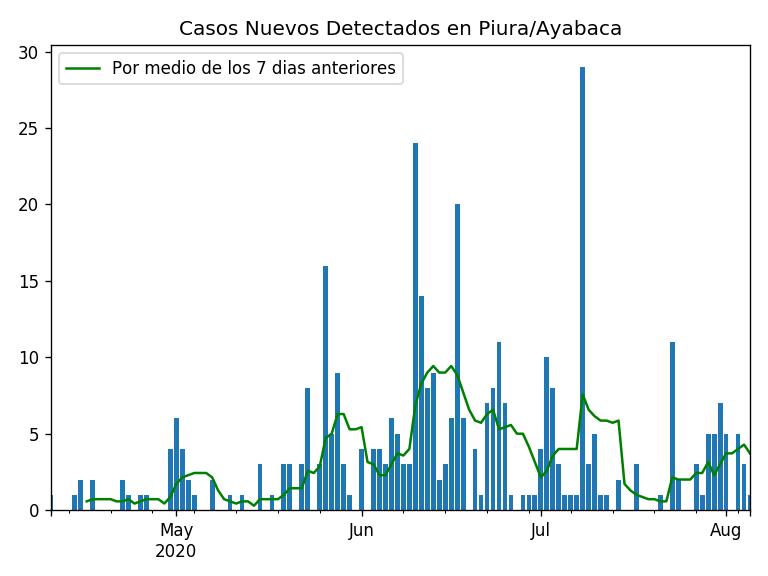 Casos Nuevos Detectados en Piura/Ayabaca
Por medio de los 7 dias anteriores
30
25
20
15
10
5
0
May
2020
Jun
Jul
Aug